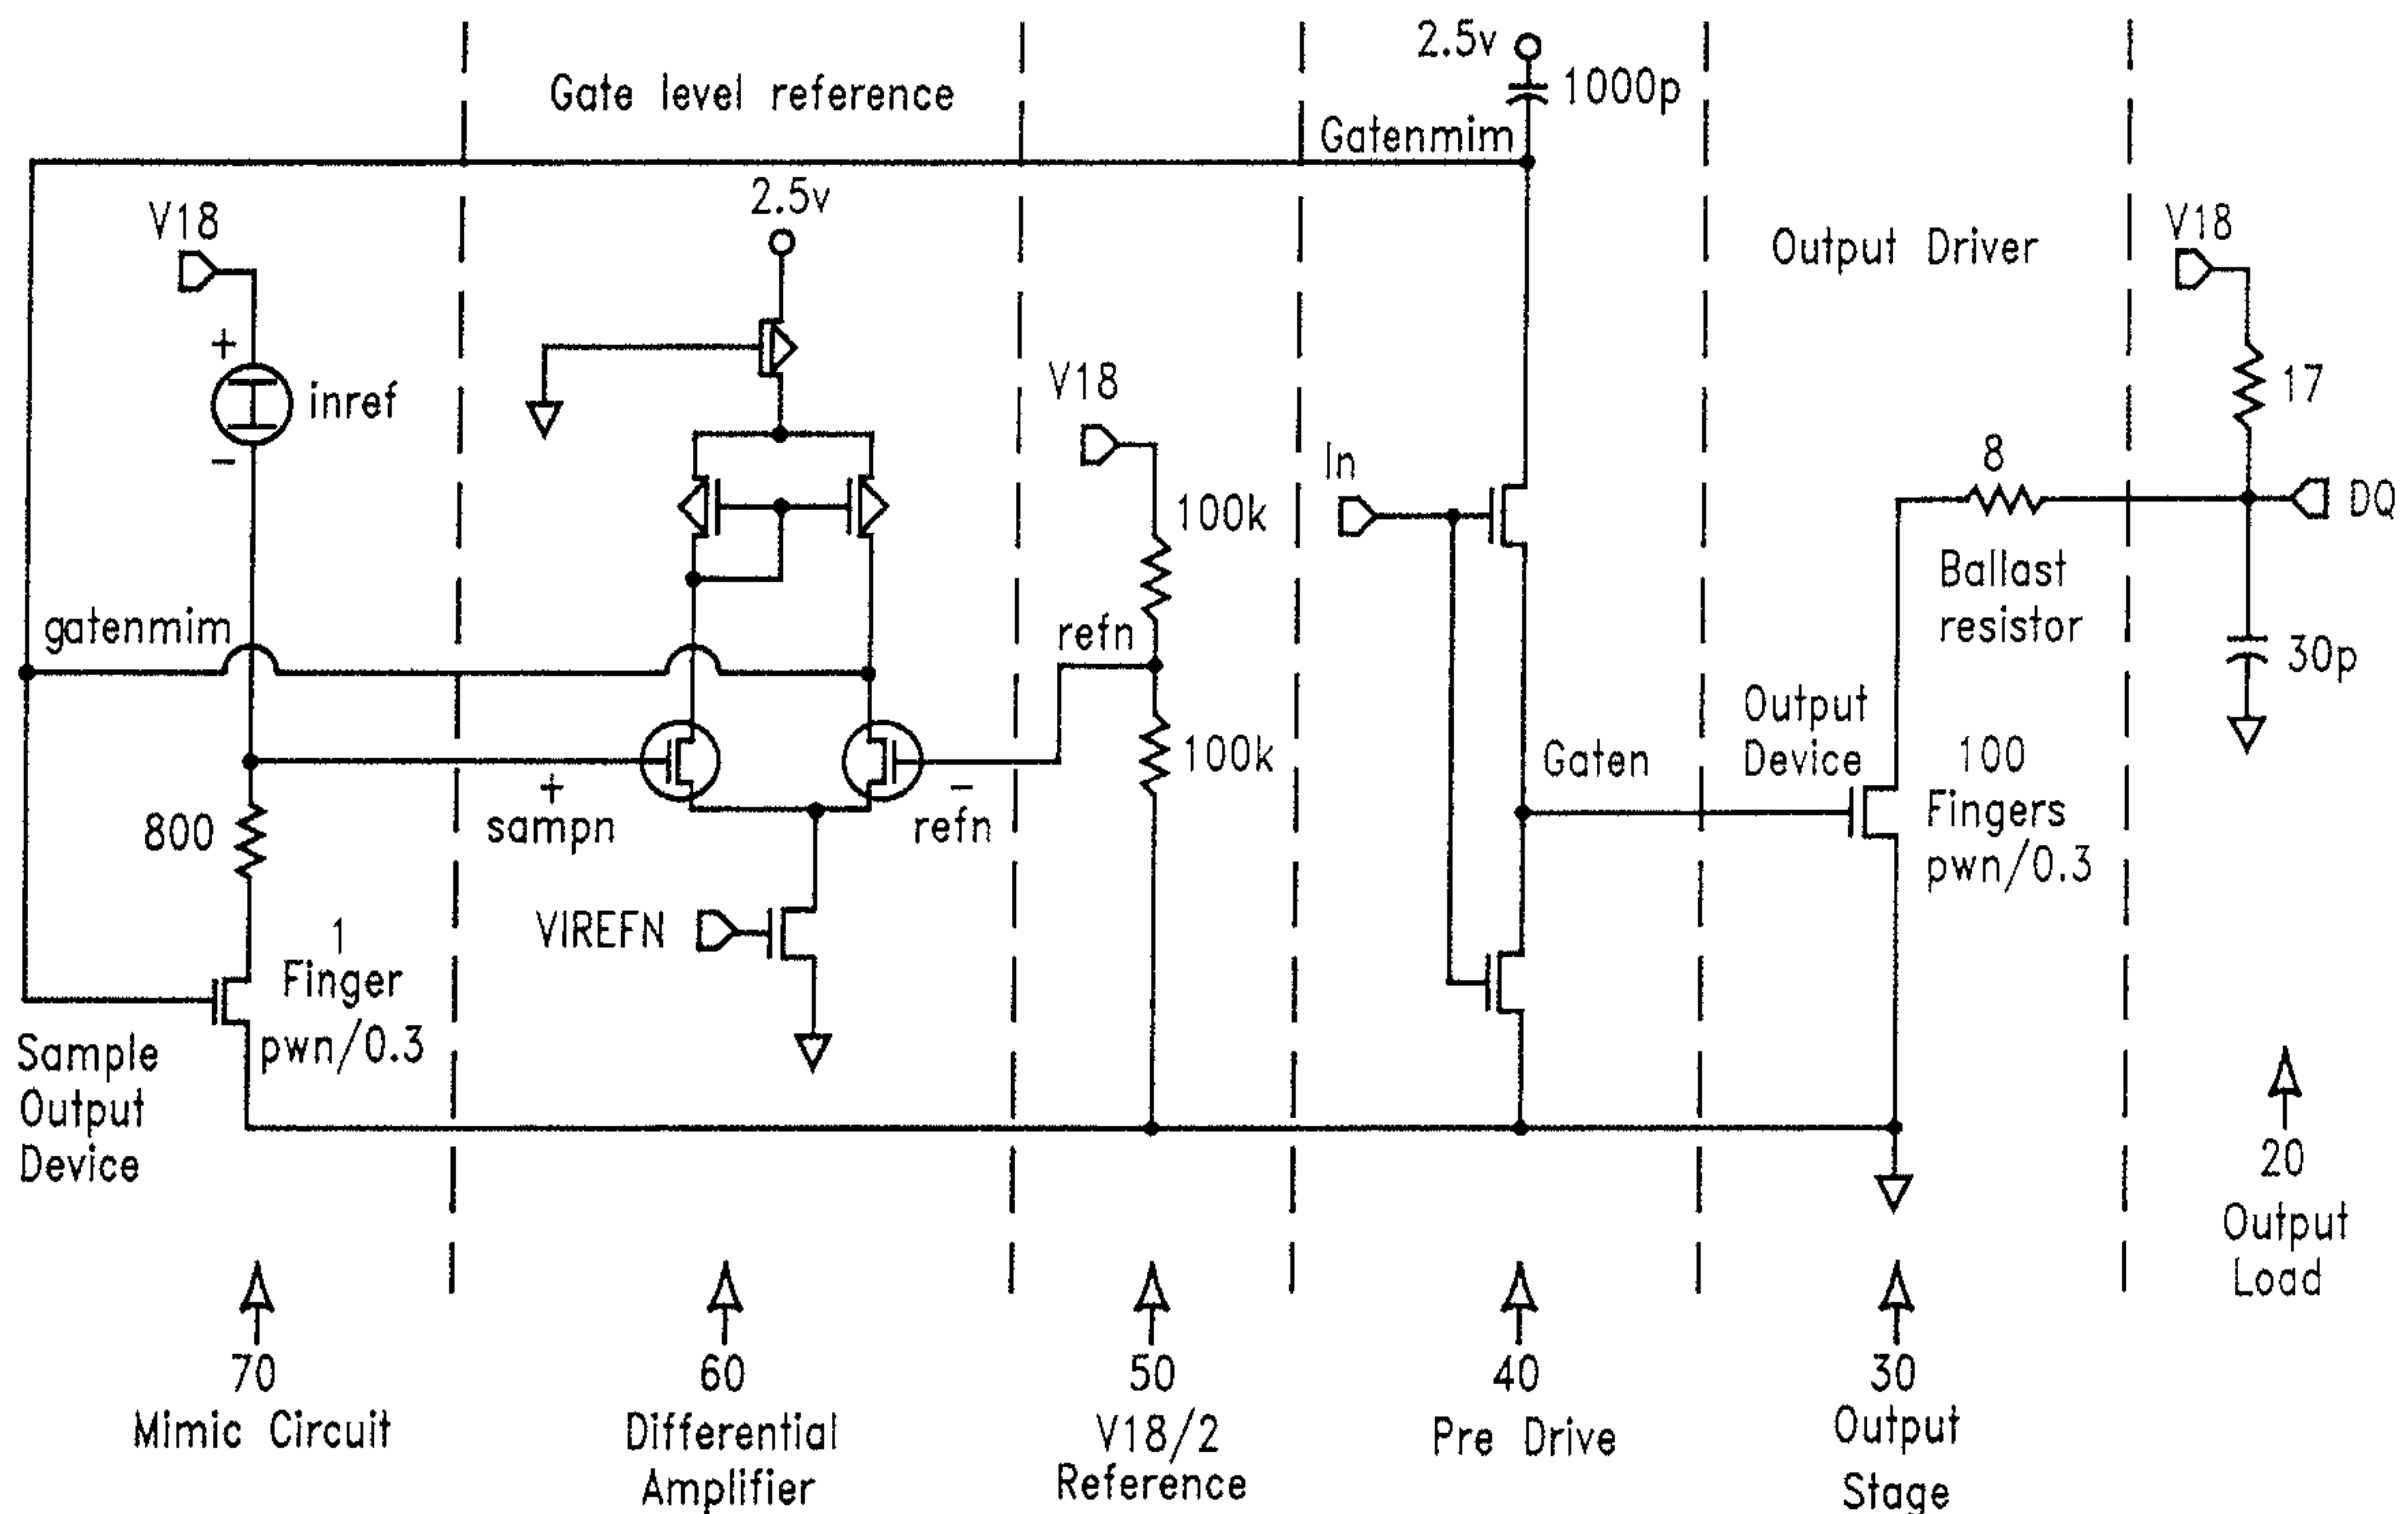 Gate level reference
2.5v
1000p
Gatenmim
2.5v
V18
+
inref
-
V18
Output Driver
V18
17
In
8
DQ
100k
Ballast
resistor
gatenmim
refn
30p
Output
Device
100
Fingers
pwn/0.3
Gaten
100k
+
sampn
-
refn
800
VIREFN
1
Finger
pwn/0.3
Sample
Output
Device
20
Output
Load
70
Mimic Circuit
60
Differential
Amplifier
50
V18/2
Reference
40
Pre Drive
30
Output
Stage